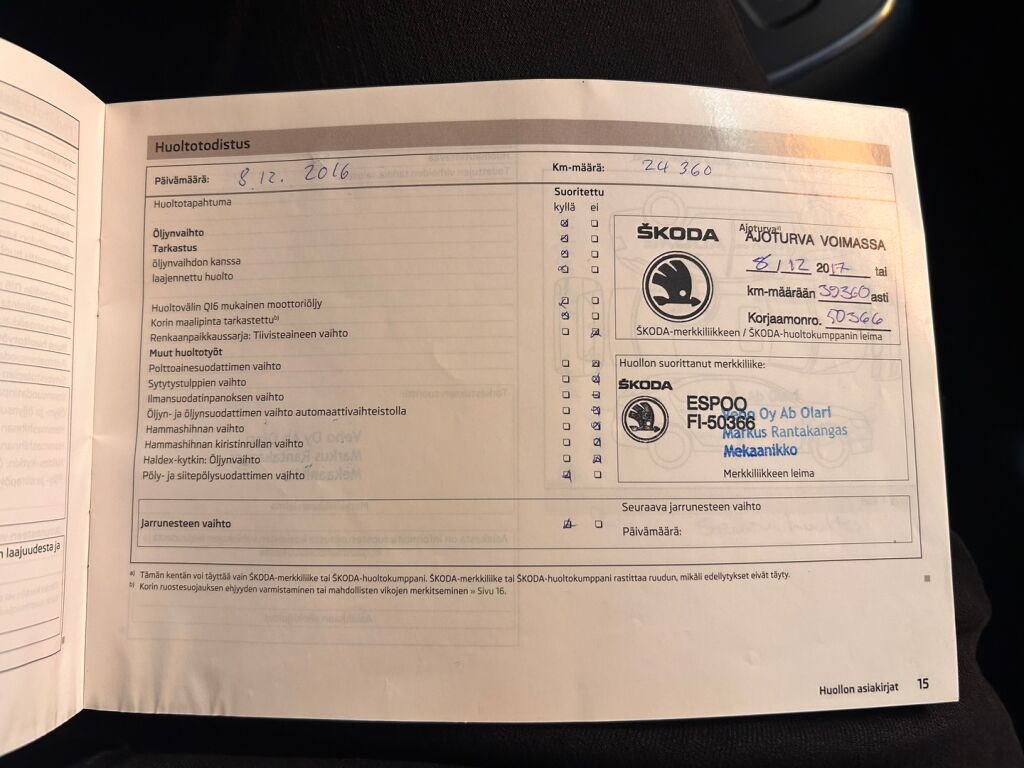 Huoltotodistus
Päivämäärä: 8.12. 2016 Km-määrä: 24 360
Huoltotapahtuma Suoritettu
kyllä ei
Öljynvaihto
Tarkastus
öljynvaihdon kanssa
laajennettu huolto
Huoltovälin QI6 mukainen moottoriöljy
Korin maalipinta tarkastettu b)
Renkaanpaikkaussarja: Tiivisteaineen vaihto
Muut huoltotyöt
Polttoainesuodattimen vaihto
Sytytystulppien vaihto
Ilmansuodatinpanoksen vaihto
Öljyn- ja öljynsuodattimen vaihto automaattivaihteistolla
Hammashihnan vaihto
Hammashihnan kiristinrullan vaihto
Haldex-kytkin: Öljynvaihto
Pöly- ja siitepölysuodattimen vaihto
Ajoturva a)
ŠKODA AJOTURVA VOIMASSA
8 / 12 2017 tai
km-määrään 39360 asti
Korjaamonro. 50366
ŠKODA-merkkiliikkeen / ŠKODA-huoltokumppanin leima
Huollon suorittanut merkkiliike:
ŠKODA
ESPOO
FI-50366
Veho Oy Ab Olari
Markus Rantakangas
Mekaanikko
Merkkiliikkeen leima
Jarrunesteen vaihto
Seuraava jarrunesteen vaihto
Päivämäärä:
a) Tämän kentän voi täyttää vain ŠKODA-merkkiliike tai ŠKODA-huoltokumppani. ŠKODA-merkkiliike tai ŠKODA-huoltokumppani rastittaa ruudun, mikäli edellytykset eivät täyty.
b) Korin ruostesuojauksen ehjyyden varmistaminen tai mahdollisten vikojen merkitseminen » Sivu 16.
n laajuudesta ja
Huollon asiakirjat 15